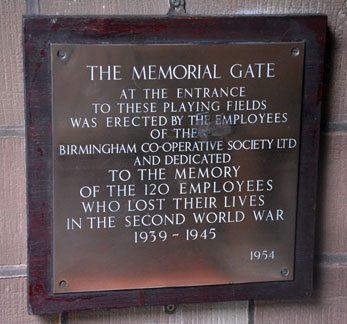 THE MEMORIAL GATE
AT THE ENTRANCE
TO THESE PLAYING FIELDS
WAS ERECTED BY THE EMPLOYEES
OF THE
BIRMINGHAM CO-OPERATIVE SOCIETY LTD
AND DEDICATED
TO THE MEMORY
OF THE 120 EMPLOYEES
WHO LOST THEIR LIVES
IN THE SECOND WORLD WAR
1939 - 1945
1954